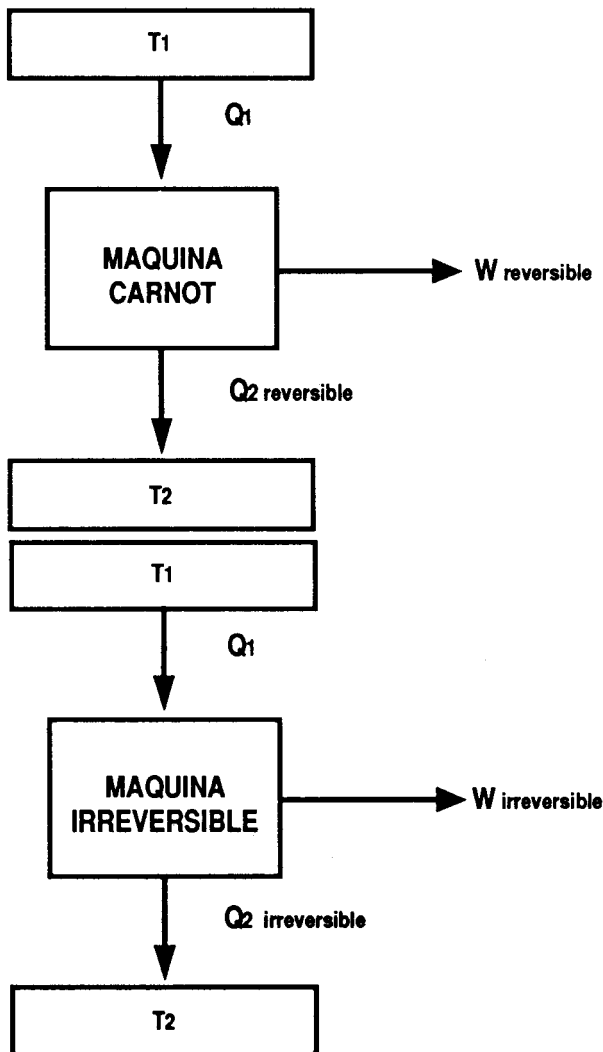 T1
Q1
MAQUINA
CARNOT
W reversible
Q2 reversible
T2
T1
Q1
MAQUINA
IRREVERSIBLE
W irreversible
Q2 irreversible
T2